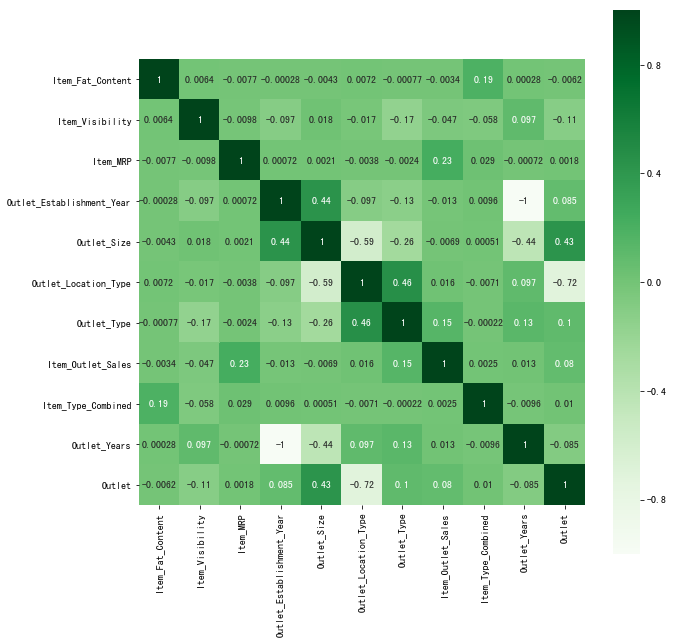 Item_Fat_Content 1 0.0064 −0.0077 −0.00028 −0.0043 0.0072 −0.00077 −0.0034 0.19 0.00028 −0.0062
Item_Visibility 0.0064 1 −0.0098 −0.097 0.018 −0.017 −0.17 −0.047 −0.058 0.097 −0.11
Item_MRP −0.0077 −0.0098 1 0.00072 0.0021 −0.0038 −0.0024 0.23 0.029 −0.00072 0.0018
Outlet_Establishment_Year −0.00028 −0.097 0.00072 1 0.44 −0.097 −0.13 −0.013 0.0096 −1 0.085
Outlet_Size −0.0043 0.018 0.0021 0.44 1 −0.59 −0.26 −0.0069 0.00051 −0.44 0.43
Outlet_Location_Type 0.0072 −0.017 −0.0038 −0.097 −0.59 1 0.46 0.016 −0.0071 0.097 −0.72
Outlet_Type −0.00077 −0.17 −0.0024 −0.13 −0.26 0.46 1 0.15 −0.00022 0.13 0.1
Item_Outlet_Sales −0.0034 −0.047 0.23 −0.013 −0.0069 0.016 0.15 1 0.0025 0.013 0.08
Item_Type_Combined 0.19 −0.058 0.029 0.0096 0.00051 −0.0071 −0.00022 0.0025 1 −0.0096 0.01
Outlet_Years 0.00028 0.097 −0.00072 −1 −0.44 0.097 0.13 0.013 −0.0096 1 −0.085
Outlet −0.0062 −0.11 0.0018 0.085 0.43 −0.72 0.1 0.08 0.01 −0.085 1
Item_Fat_Content
Item_Visibility
Item_MRP
Outlet_Establishment_Year
Outlet_Size
Outlet_Location_Type
Outlet_Type
Item_Outlet_Sales
Item_Type_Combined
Outlet_Years
Outlet
0.8
0.4
0.0
−0.4
−0.8